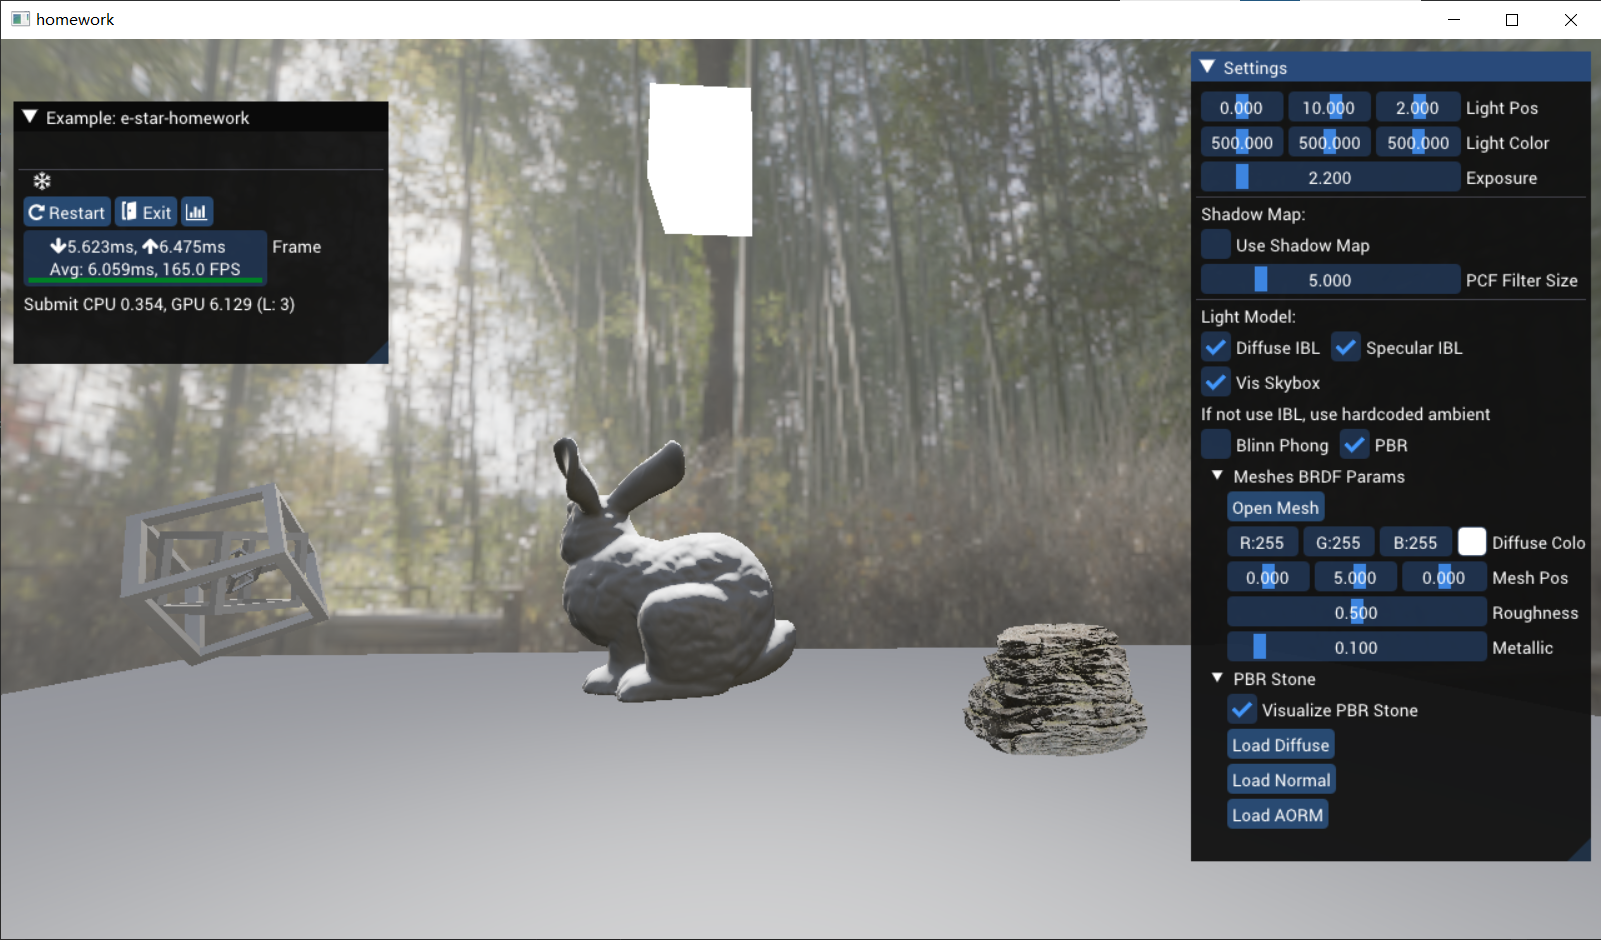 homework
Example: e-star-homework
Restart Exit
5.623ms, 6.475ms Frame
Avg: 6.059ms, 165.0 FPS
Submit CPU 0.354, GPU 6.129 (L: 3)
Settings
0.000 10.000 2.000 Light Pos
500.000 500.000 500.000 Light Color
2.200 Exposure
Shadow Map:
Use Shadow Map
5.000 PCF Filter Size
Light Model:
Diffuse IBL Specular IBL
Vis Skybox
If not use IBL, use hardcoded ambient
Blinn Phong PBR
Meshes BRDF Params
Open Mesh
R:255 G:255 B:255 Diffuse Colo
0.000 5.000 0.000 Mesh Pos
0.500 Roughness
0.100 Metallic
PBR Stone
Visualize PBR Stone
Load Diffuse
Load Normal
Load AORM